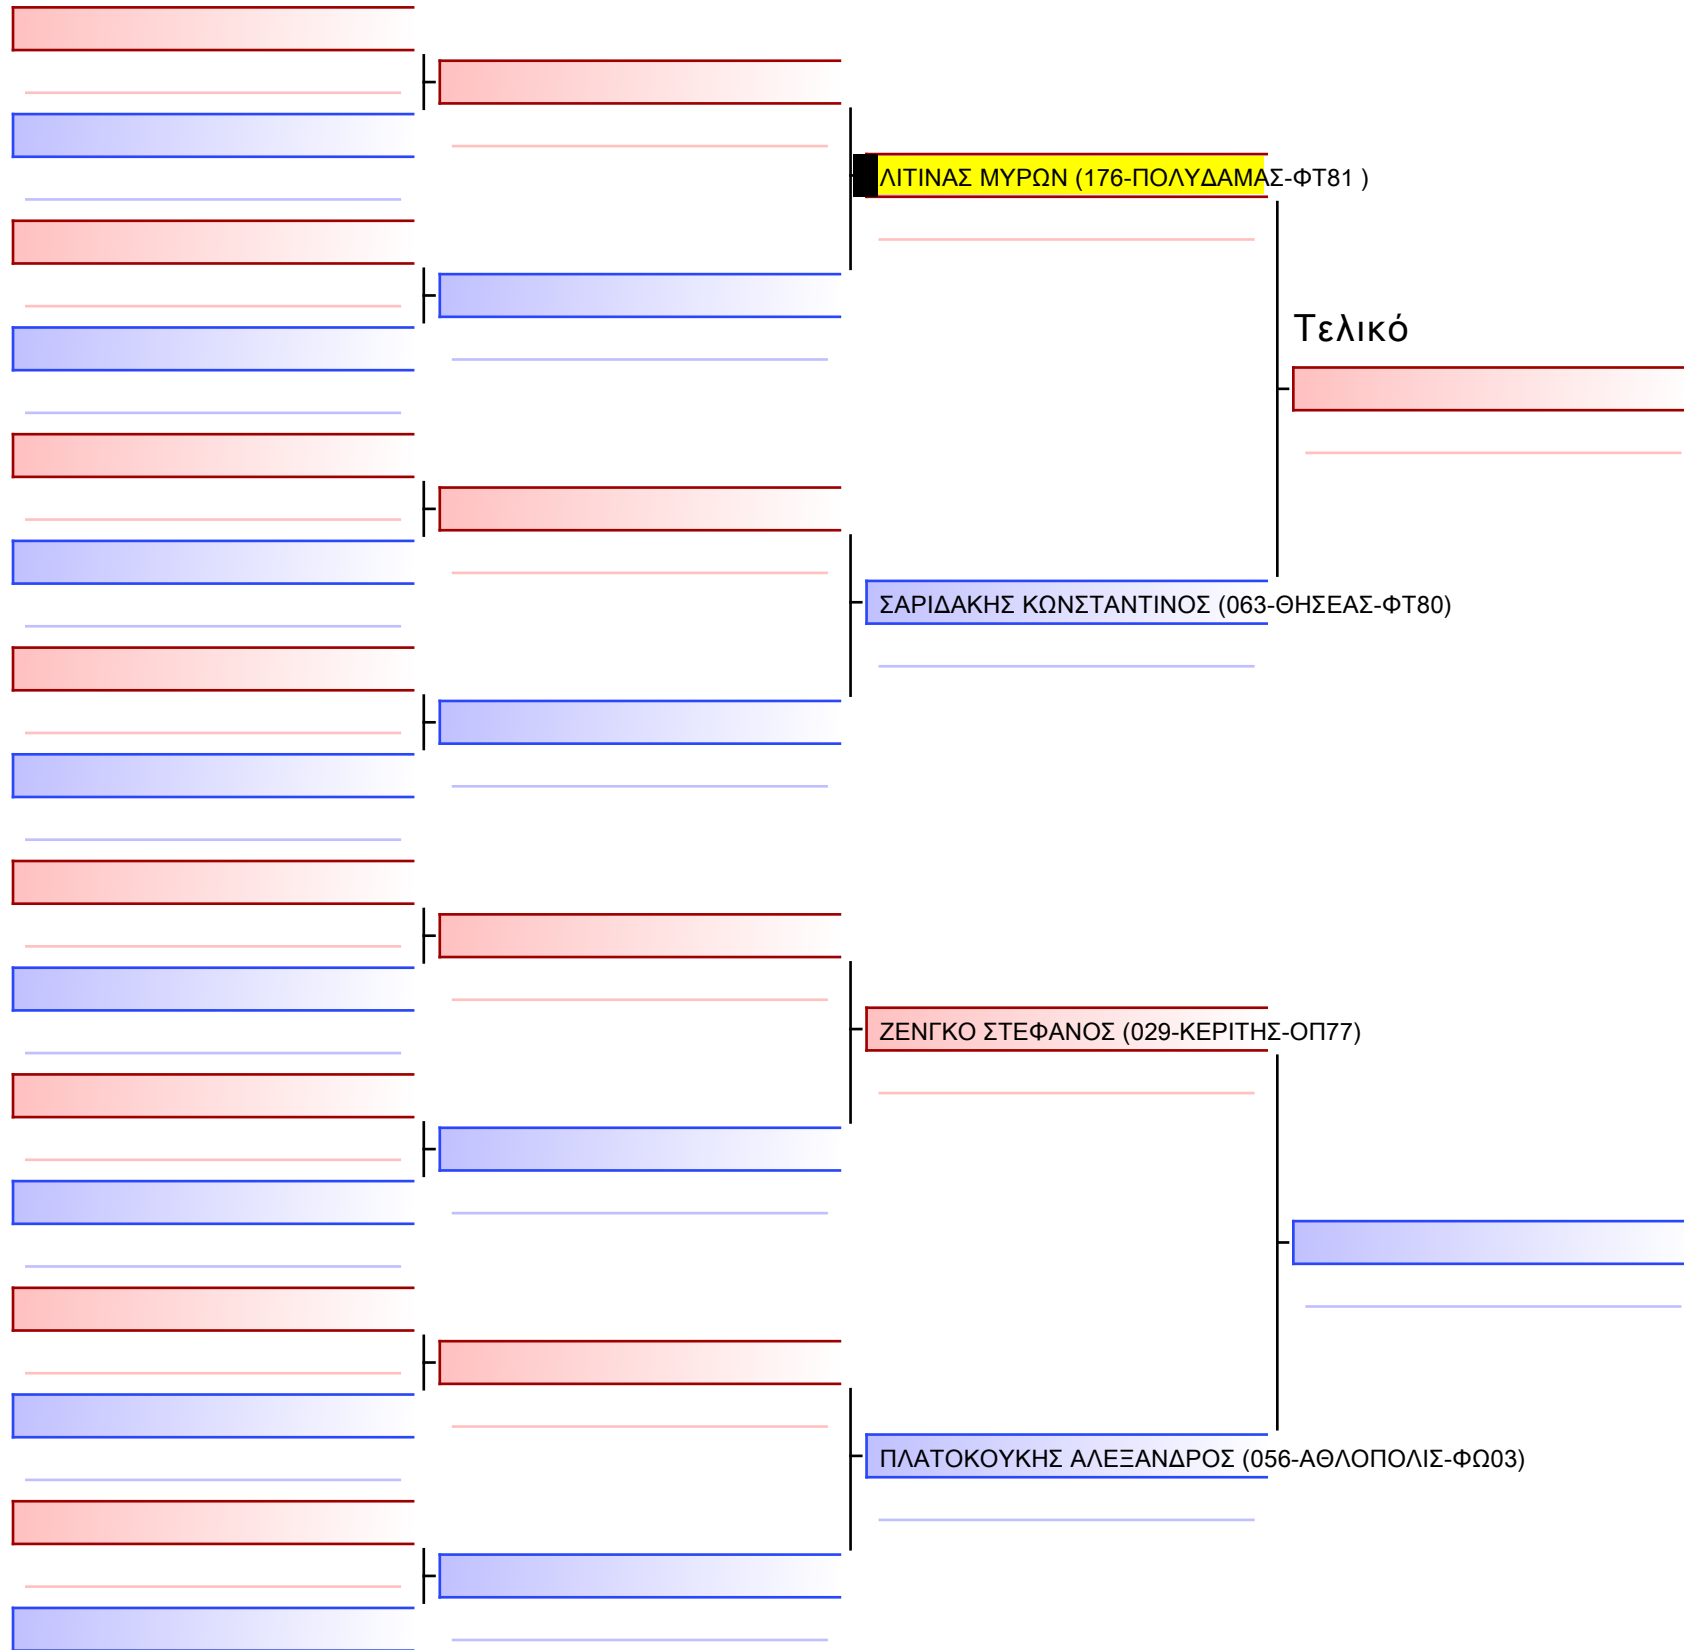 ΛΙΤΙΝΑΣ ΜΥΡΩΝ (176-ΠΟΛΥΔΑΜΑΣ-ΦΤ81 )
Τελικό
ΣΑΡΙΔΑΚΗΣ ΚΩΝΣΤΑΝΤΙΝΟΣ (063-ΘΗΣΕΑΣ-ΦΤ80)
ΖΕΝΓΚΟ ΣΤΕΦΑΝΟΣ (029-ΚΕΡΙΤΗΣ-ΟΠ77)
ΠΛΑΤΟΚΟΥΚΗΣ ΑΛΕΞΑΝΔΡΟΣ (056-ΑΘΛΟΠΟΛΙΣ-ΦΩ03)